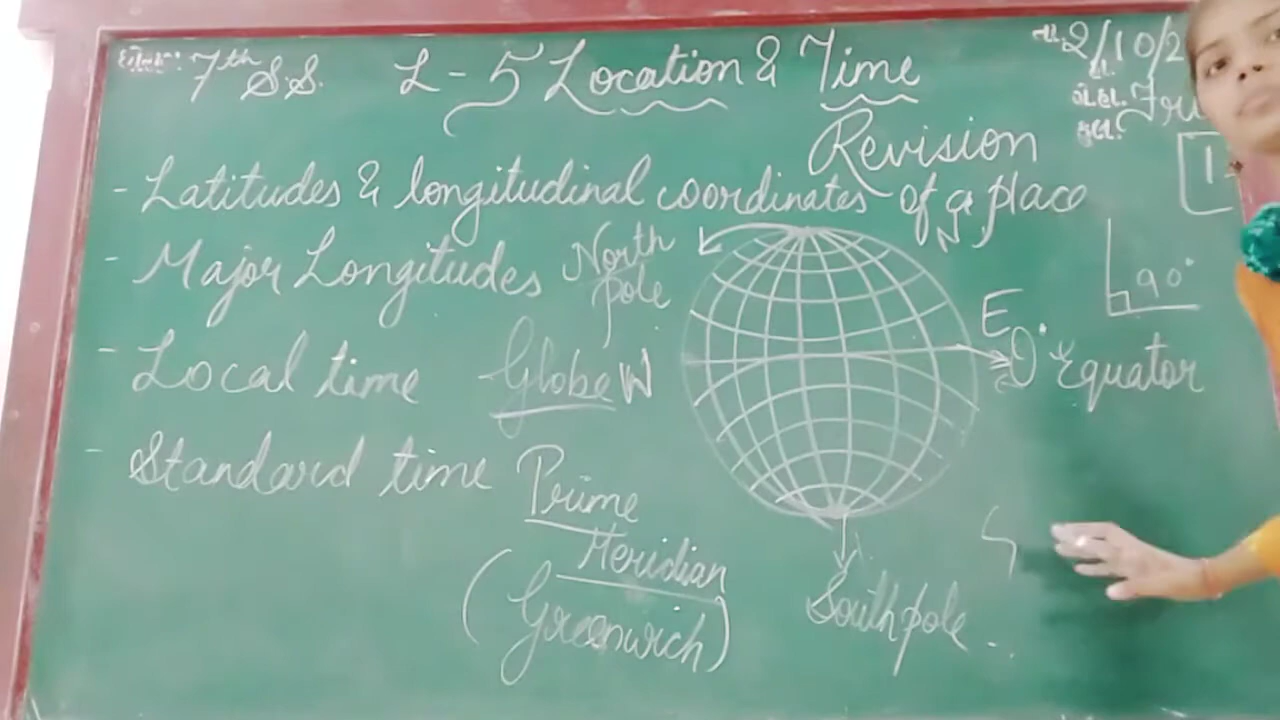 ધોરણ: 7th S.S. L - 5 Location & Time
તા. 2/10/2
Revision
- Latitudes & longitudinal coordinates of a place
- Major Longitudes
North pole
N
90°
- Local time
Globe
W
E
0° Equator
- Standard time
Prime Meridian
(Greenwich)
S
South pole